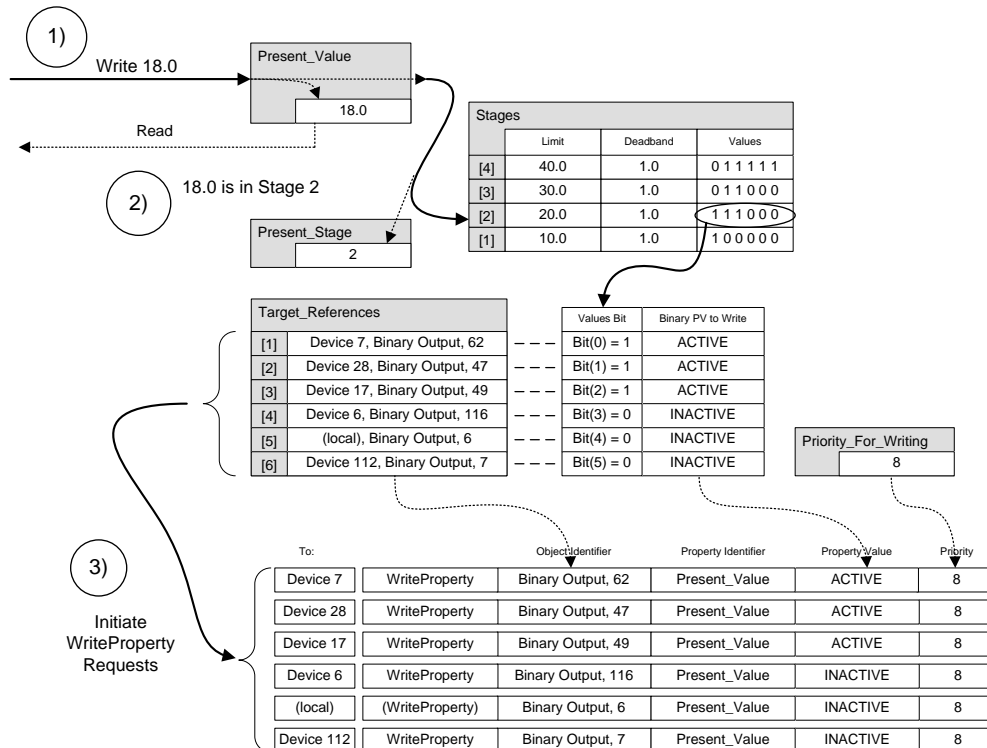 1)
Write 18.0
Present_Value
18.0
Read
2)
18.0 is in Stage 2
Present_Stage
2
Stages
Limit Deadband Values
[4] 40.0 1.0 0 1 1 1 1 1
[3] 30.0 1.0 0 1 1 0 0 0
[2] 20.0 1.0 1 1 1 0 0 0
[1] 10.0 1.0 1 0 0 0 0 0
Target_References
Values Bit Binary PV to Write
[1] Device 7, Binary Output, 62 Bit(0) = 1 ACTIVE
[2] Device 28, Binary Output, 47 Bit(1) = 1 ACTIVE
[3] Device 17, Binary Output, 49 Bit(2) = 1 ACTIVE
[4] Device 6, Binary Output, 116 Bit(3) = 0 INACTIVE
[5] (local), Binary Output, 6 Bit(4) = 0 INACTIVE
[6] Device 112, Binary Output, 7 Bit(5) = 0 INACTIVE
Priority_For_Writing
8
3)
Initiate
WriteProperty
Requests
To: Object Identifier Property Identifier Property Value Priority
Device 7 WriteProperty Binary Output, 62 Present_Value ACTIVE 8
Device 28 WriteProperty Binary Output, 47 Present_Value ACTIVE 8
Device 17 WriteProperty Binary Output, 49 Present_Value ACTIVE 8
Device 6 WriteProperty Binary Output, 116 Present_Value INACTIVE 8
(local) (WriteProperty) Binary Output, 6 Present_Value INACTIVE 8
Device 112 WriteProperty Binary Output, 7 Present_Value INACTIVE 8